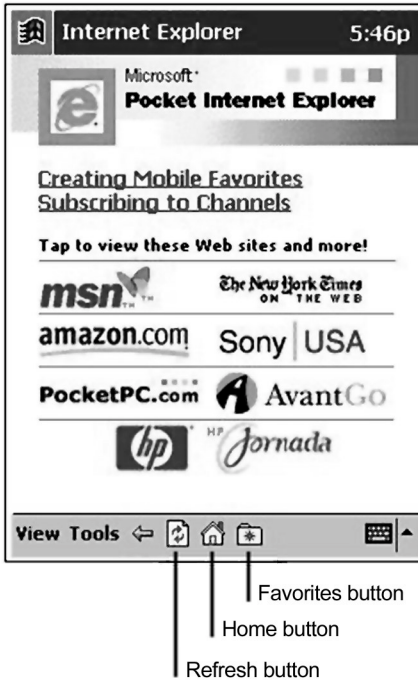 Internet Explorer 5:46p
Microsoft
Pocket Internet Explorer
Creating Mobile Favorites
Subscribing to Channels
Tap to view these Web sites and more!
msn The New York Times
ON THE WEB
amazon.com Sony USA
PocketPC.com AvantGo
hp HP Jornada
View Tools
Favorites button
Home button
Refresh button